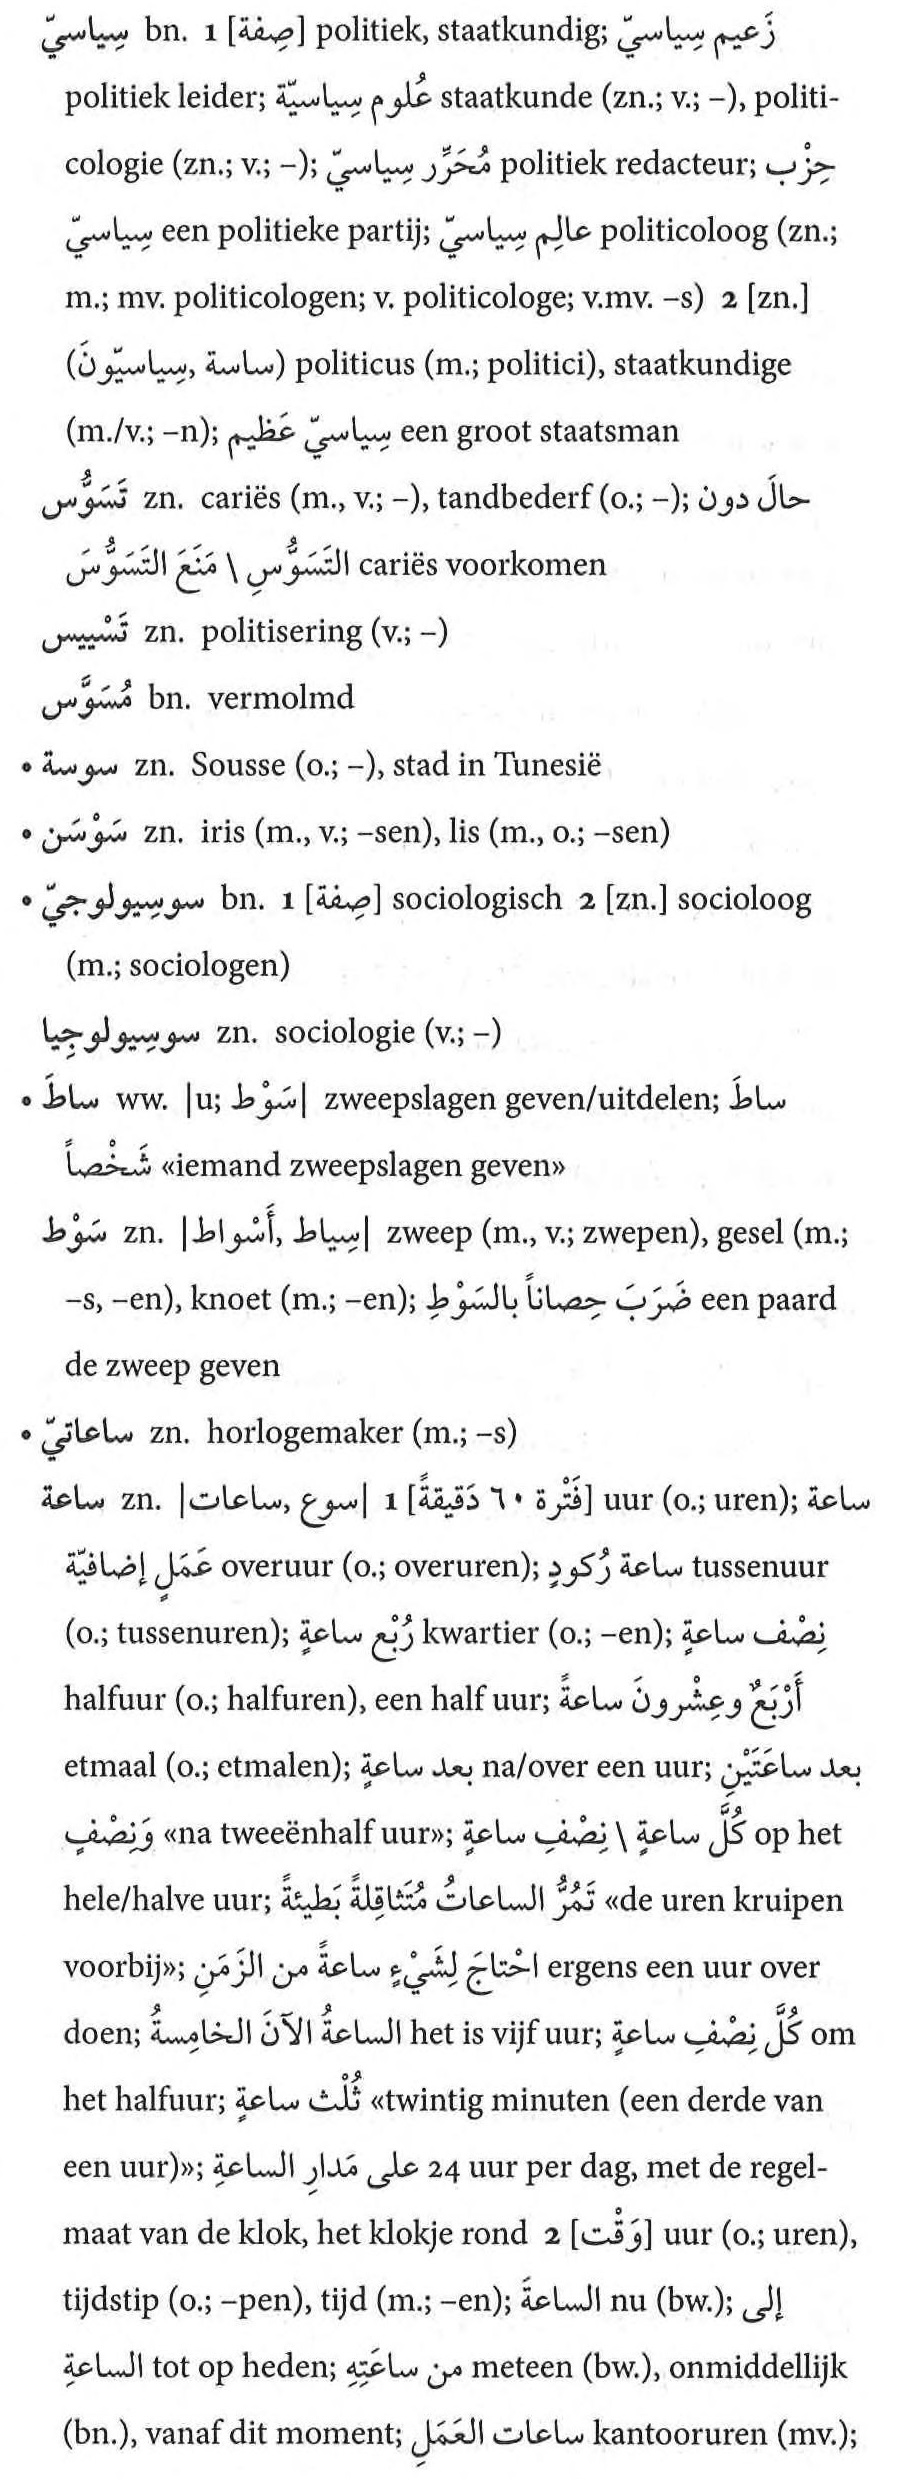 سِياسيّ bn. 1 [صِفة] politiek, staatkundig; زَعيم سِياسيّ
politiek leider; عُلوم سِياسيّة staatkunde (zn.; v.; –), politi-
cologie (zn.; v.; –); مُحَرِّر سِياسيّ politiek redacteur; حِزْب
سِياسيّ een politieke partij; عالِم سِياسيّ politicoloog (zn.;
m.; mv. politicologen; v. politicologe; v.mv. –s) 2 [zn.]
(ساسة, سِياسيّونَ) politicus (m.; politici), staatkundige
(m./v.; –n); سِياسيّ عَظيم een groot staatsman
تَسَوُّس zn. cariës (m., v.; –), tandbederf (o.; –); حالَ دون
التَسَوُّسِ \ مَنَعَ التَسَوُّسَ cariës voorkomen
تَسْييس zn. politisering (v.; –)
مُسَوَّس bn. vermolmd
• سوسة zn. Sousse (o.; –), stad in Tunesië
• سَوْسَن zn. iris (m., v.; –sen), lis (m., o.; –sen)
• سوسِيولوجيّ bn. 1 [صِفة] sociologisch 2 [zn.] socioloog
(m.; sociologen)
سوسِيولوجِيا zn. sociologie (v.; –)
• ساطَ ww. |u; سَوْط| zweepslagen geven/uitdelen; ساطَ
شَخْصاً «iemand zweepslagen geven»
سَوْط zn. |سِياط, أَسْواط| zweep (m., v.; zwepen), gesel (m.;
–s, –en), knoet (m.; –en); ضَرَبَ حِصاناً بالسَوْطِ een paard
de zweep geven
• ساعاتيّ zn. horlogemaker (m.; –s)
ساعة zn. |سوع, ساعات| 1 [فَتْرة ٦٠ دَقيقةً] uur (o.; uren); ساعة
عَمَلٍ إضافيّة overuur (o.; overuren); ساعة رُكودٍ tussenuur
(o.; tussenuren); رُبْع ساعةٍ kwartier (o.; –en); نِصْف ساعةٍ
halfuur (o.; halfuren), een half uur; أَرْبَعٌ وعِشْرونَ ساعةً
etmaal (o.; etmalen); بعد ساعةٍ na/over een uur; بعد ساعَتَيْنِ
وَنِصْفٍ «na tweeënhalf uur»; كُلَّ ساعةٍ \ نِصْفِ ساعةٍ op het
hele/halve uur; تَمُرُّ الساعاتُ مُتَثاقِلةً بَطيئةً «de uren kruipen
voorbij»; احْتاجَ لِشَيْءٍ ساعةً من الزَمَنِ ergens een uur over
doen; الساعةُ الآنَ الخامِسةُ het is vijf uur; كُلَّ نِصْفِ ساعةٍ om
het halfuur; ثُلْث ساعةٍ «twintig minuten (een derde van
een uur)»; على مَدارِ الساعةِ 24 uur per dag, met de regel-
maat van de klok, het klokje rond 2 [وَقْت] uur (o.; uren),
tijdstip (o.; –pen), tijd (m.; –en); الساعةَ nu (bw.); إلى
الساعةِ tot op heden; من ساعَتِهِ meteen (bw.), onmiddellijk
(bn.), vanaf dit moment; ساعات العَمَلِ kantooruren (mv.);